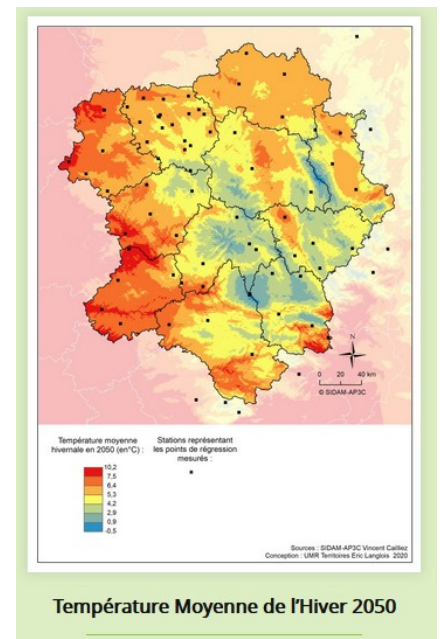 N
0 20 40 km
© SIDAM-AP3C
Température moyenne
hivernale en 2050 (en°C) :
10,2
7,5
6,4
5,3
4,2
2,9
0,9
-0,5
Stations représentant
les points de régression
mesurés :
Sources : SIDAM-AP3C Vincent Cailliez
Conception : UMR Territoires Eric Langlois 2020
Température Moyenne de l'Hiver 2050